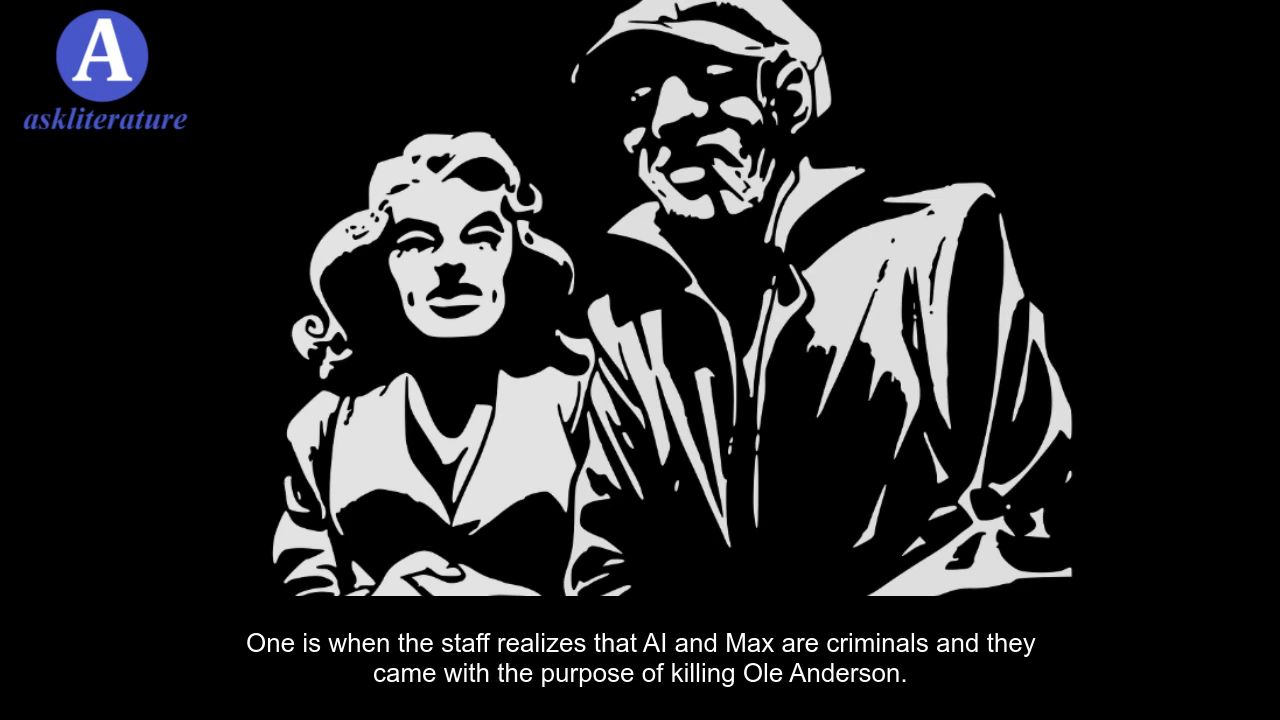 A
askliterature
One is when the staff realizes that AI and Max are criminals and they
came with the purpose of killing Ole Anderson.